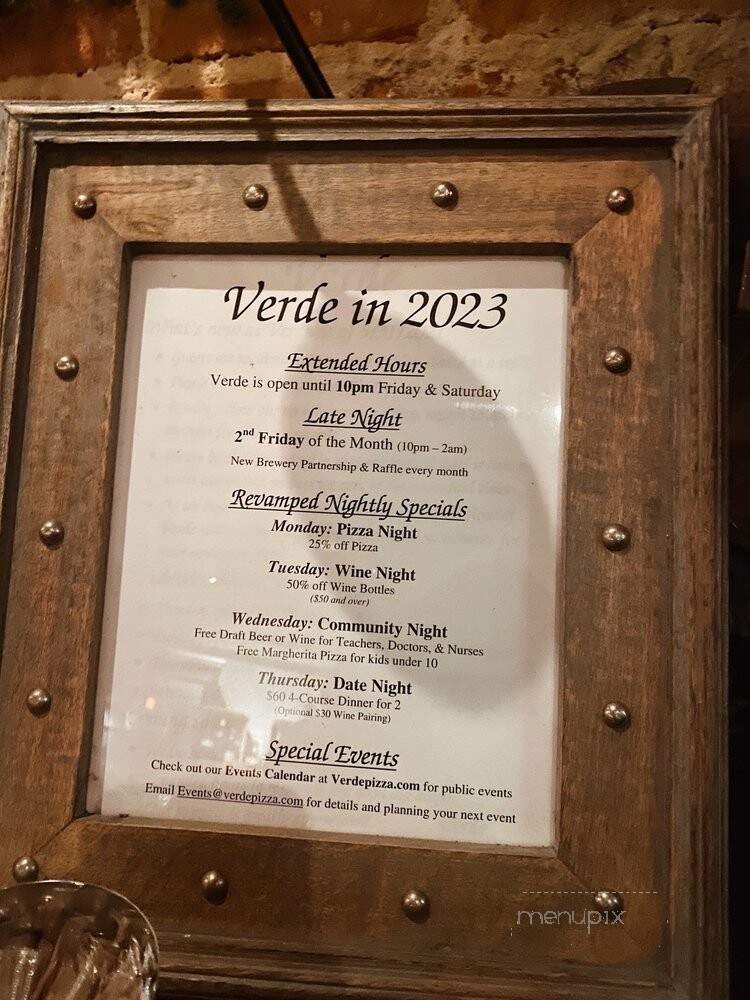 Verde in 2023
Extended Hours
Verde is open until 10pm Friday & Saturday
Late Night
2nd Friday of the Month (10pm – 2am)
New Brewery Partnership & Raffle every month
Revamped Nightly Specials
Monday: Pizza Night
25% off Pizza
Tuesday: Wine Night
50% off Wine Bottles
($50 and over)
Wednesday: Community Night
Free Draft Beer or Wine for Teachers, Doctors, & Nurses
Free Margherita Pizza for kids under 10
Thursday: Date Night
$60 4-Course Dinner for 2
(Optional $30 Wine Pairing)
Special Events
Check out our Events Calendar at Verdepizza.com for public events
Email Events@verdepizza.com for details and planning your next event
menupix